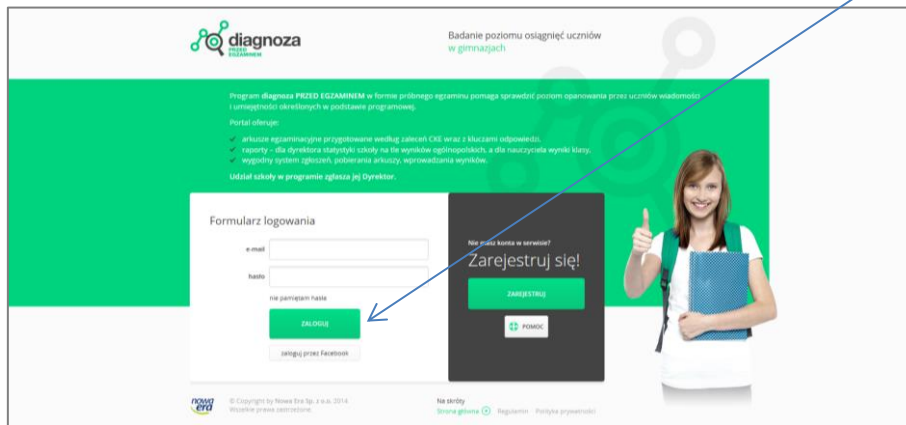 diagnoza
PRZED
EGZAMINEM
Badanie poziomu osiągnięć uczniów
w gimnazjach
Program diagnoza PRZED EGZAMINEM w formie próbnego egzaminu pomaga sprawdzić poziom opanowania przez uczniów wiadomości
i umiejętności określonych w podstawie programowej.
Portal oferuje:
arkusze egzaminacyjne przygotowane według zaleceń CKE wraz z kluczami odpowiedzi,
raporty – dla dyrektora statystyki szkoły na tle wyników ogólnopolskich, a dla nauczyciela wyniki klasy,
wygodny system zgłoszeń, pobierania arkuszy, wprowadzania wyników.
Udział szkoły w programie zgłasza jej Dyrektor.
Formularz logowania
e-mail
hasło
nie pamiętam hasła
ZALOGUJ
zaloguj przez Facebook
Nie masz konta w serwisie?
Zarejestruj się!
ZAREJESTRUJ
POMOC
nowa
era
© Copyright by Nowa Era Sp. z o.o. 2014
Wszelkie prawa zastrzeżone
Na skróty
Strona główna Regulamin Polityka prywatności